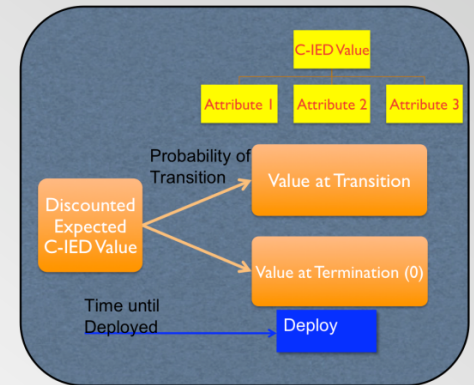 C-IED Value
Attribute 1
Attribute 2
Attribute 3
Probability of
Transition
Value at Transition
Discounted
Expected
C-IED Value
Value at Termination (0)
Time until
Deployed
Deploy